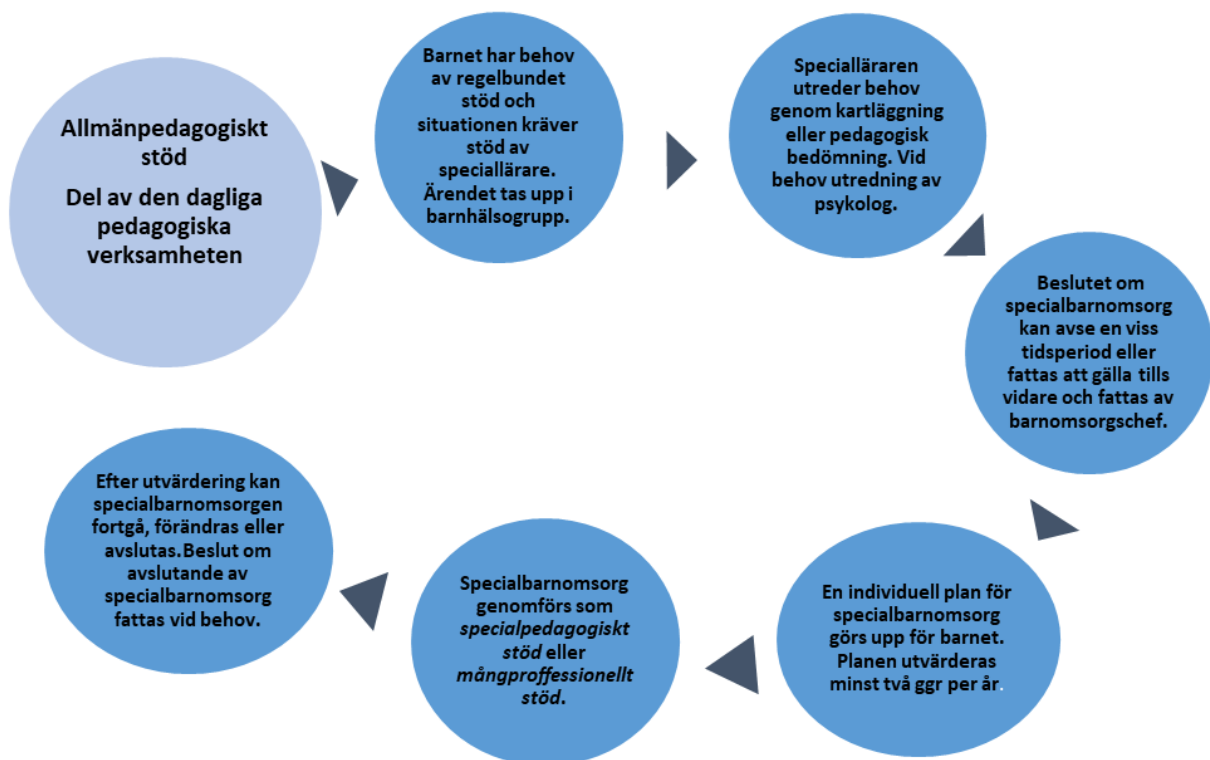 Allmänpedagogiskt
stöd
Del av den dagliga
pedagogiska
verksamheten
Barnet har behov
av regelbundet
stöd och
situationen kräver
stöd av
speciallärare.
Ärendet tas upp i
barnhälsogrupp.
Specialläraren
utreder behov
genom kartläggning
eller pedagogisk
bedömning. Vid
behov utredning av
psykolog.
Beslutet om
specialbarnomsorg
kan avse en viss
tidsperiod eller
fattas att gälla tills
vidare och fattas av
barnomsorgschef.
En individuell plan för
specialbarnomsorg
görs upp för barnet.
Planen utvärderas
minst två ggr per år.
Specialbarnomsorg
genomförs som
specialpedagogiskt
stöd eller
mångproffessionellt
stöd.
Efter utvärdering kan
specialbarnomsorgen
fortgå, förändras eller
avslutas.Beslut om
avslutande av
specialbarnomsorg
fattas vid behov.